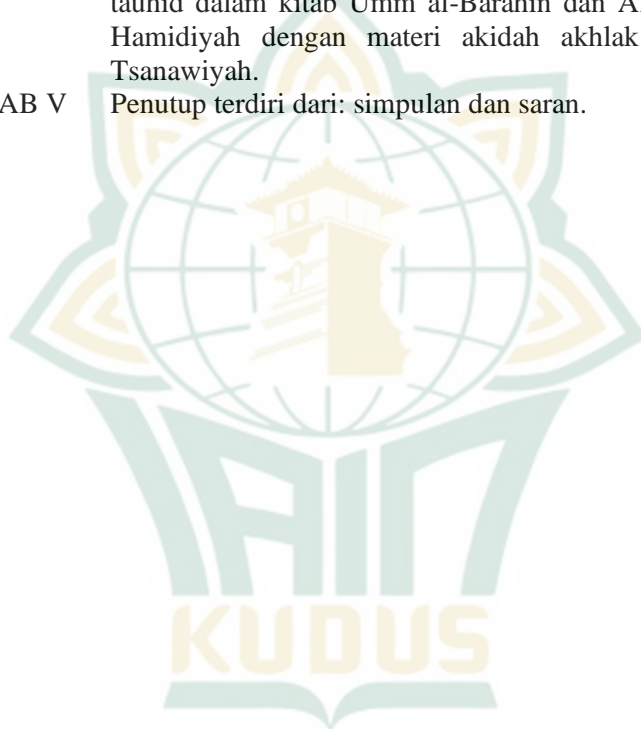 tauhid dalam kitab Umm al-Barahin dan A
Hamidiyah dengan materi akidah akhlak
Tsanawiyah.
AB V Penutup terdiri dari: simpulan dan saran.
IAIN
KUDUS